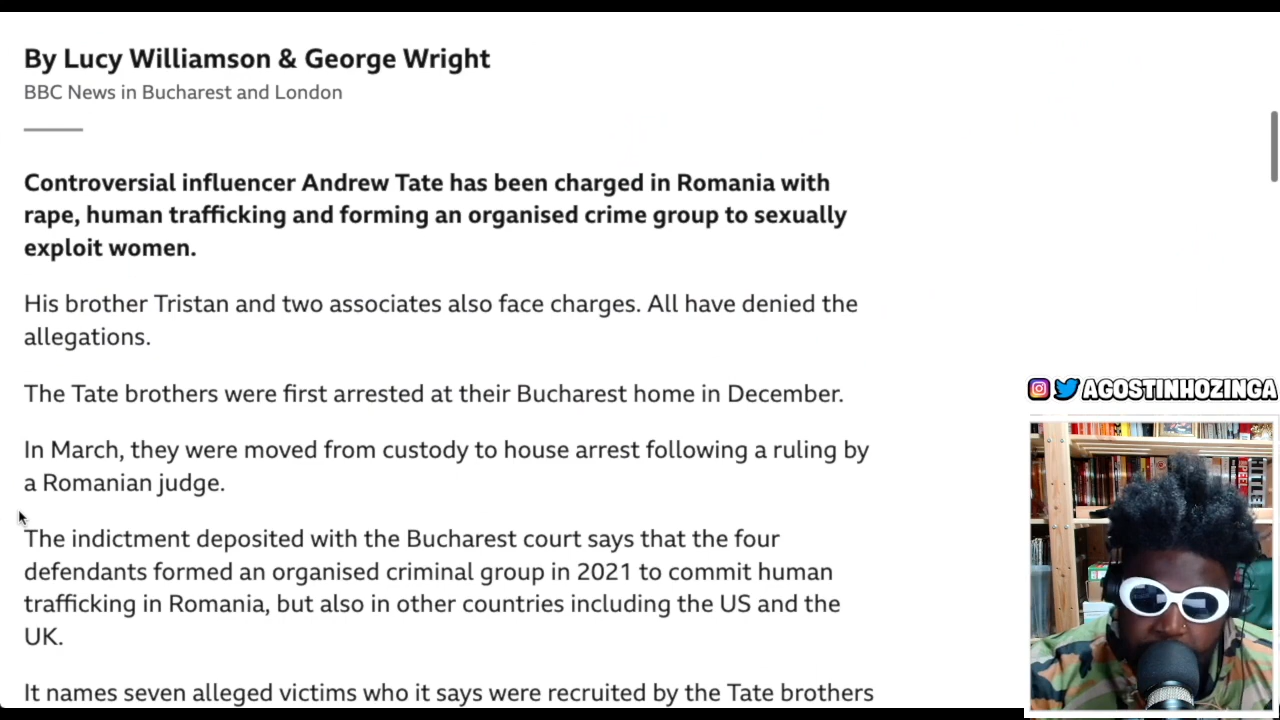 By Lucy Williamson & George Wright
BBC News in Bucharest and London
Controversial influencer Andrew Tate has been charged in Romania with
rape, human trafficking and forming an organised crime group to sexually
exploit women.
His brother Tristan and two associates also face charges. All have denied the
allegations.
The Tate brothers were first arrested at their Bucharest home in December.
In March, they were moved from custody to house arrest following a ruling by
a Romanian judge.
The indictment deposited with the Bucharest court says that the four
defendants formed an organised criminal group in 2021 to commit human
trafficking in Romania, but also in other countries including the US and the
UK.
It names seven alleged victims who it says were recruited by the Tate brothers
AGOSTINHOZINGA